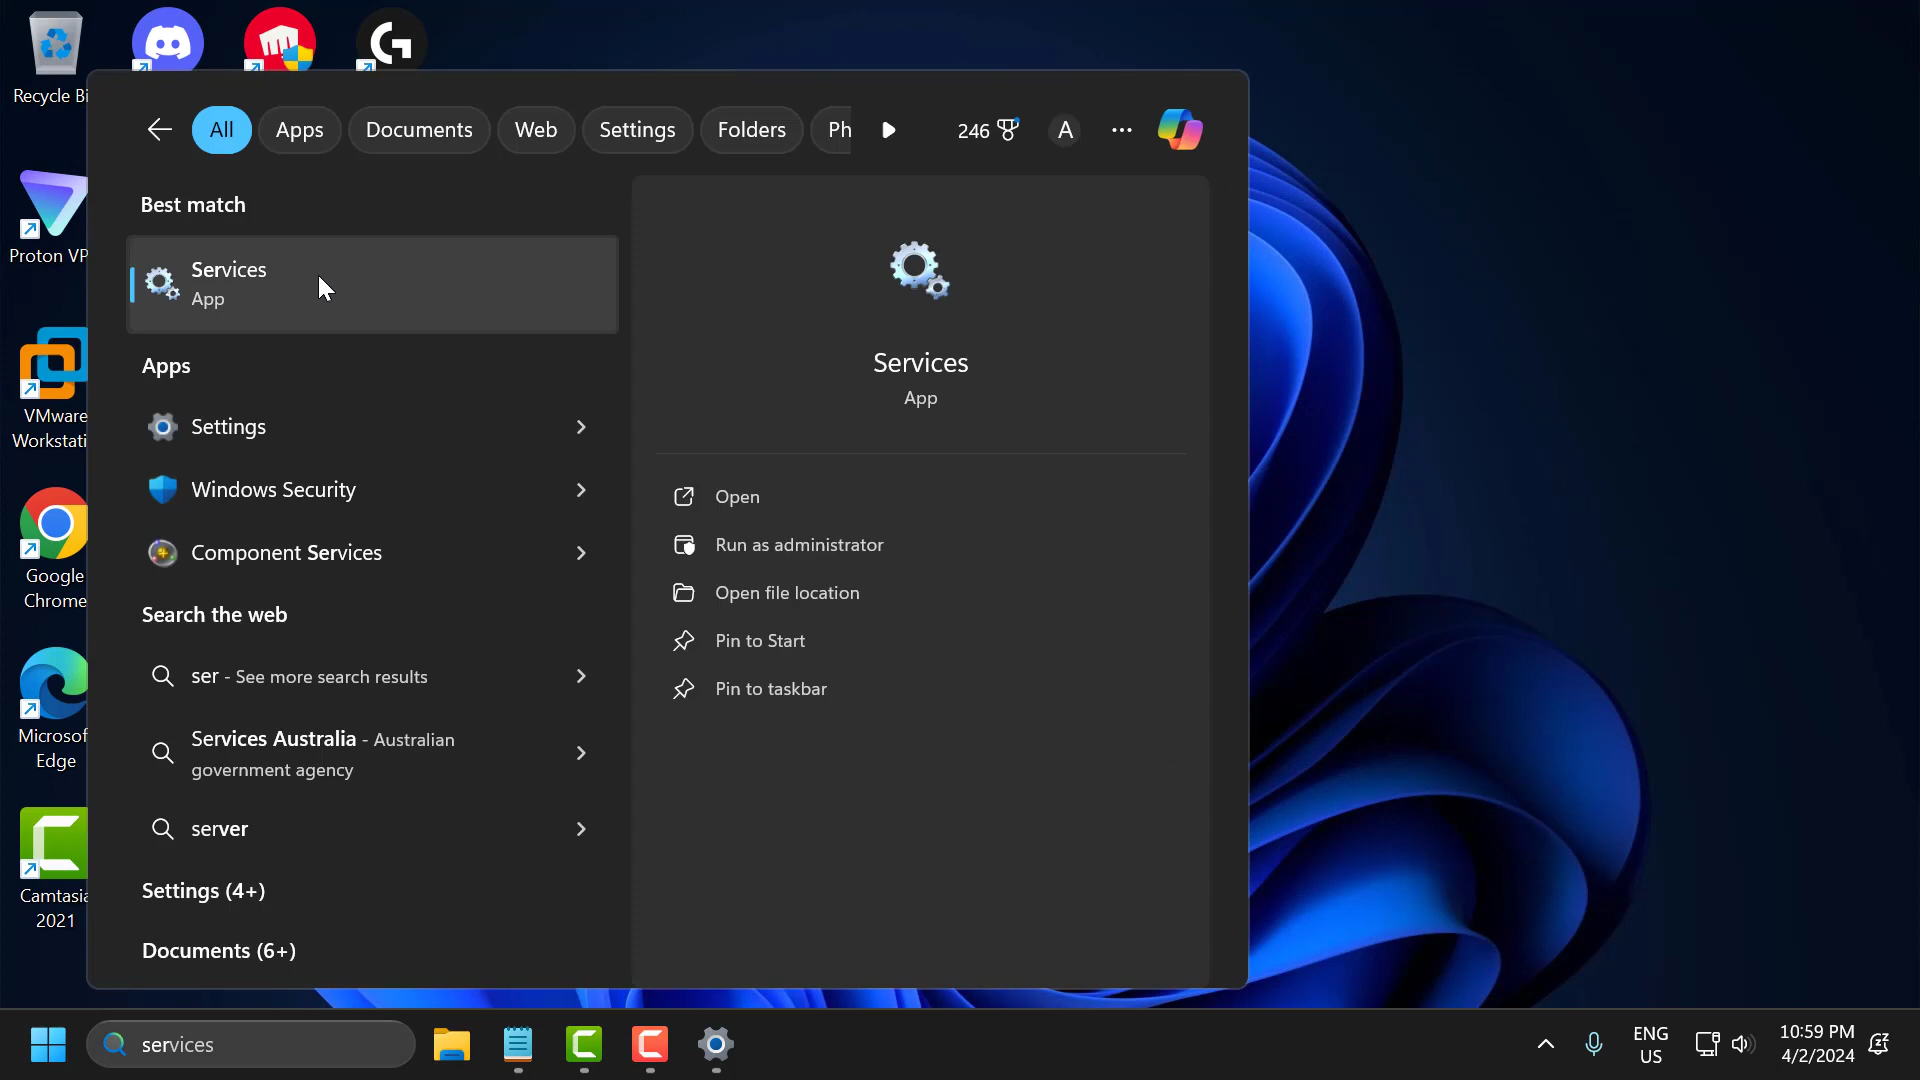 Recycle Bi
Proton VP
VMware
Workstati
Google
Chrome
Microsof
Edge
Camtasia
2021
All
Apps
Documents
Web
Settings
Folders
Ph
246
A
Best match
Services
App
Apps
Settings
Windows Security
Component Services
Search the web
ser - See more search results
Services Australia - Australian
government agency
server
Settings (4+)
Documents (6+)
Services
App
Open
Run as administrator
Open file location
Pin to Start
Pin to taskbar
services
ENG
US
10:59 PM
4/2/2024